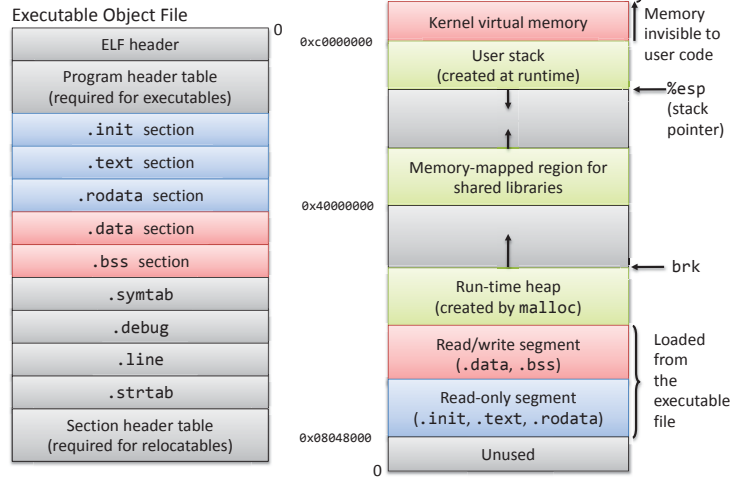 Executable Object File
0
ELF header
Program header table
(required for executables)
.init section
.text section
.rodata section
.data section
.bss section
.symtab
.debug
.line
.strtab
Section header table
(required for relocatables)
0xc0000000
0x40000000
0x08048000
0
Kernel virtual memory
User stack
(created at runtime)
Memory-mapped region for
shared libraries
Run-time heap
(created by malloc)
Read/write segment
(.data, .bss)
Read-only segment
(.init, .text, .rodata)
Unused
Memory
invisible to
user code
%esp
(stack
pointer)
brk
Loaded
from
the
executable
file